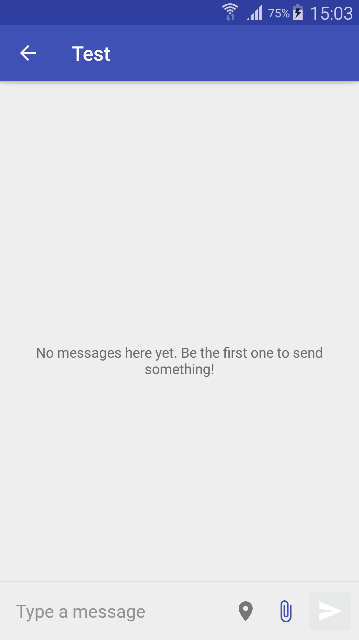 75% 15:03
Test
No messages here yet. Be the first one to send
something!
Type a message